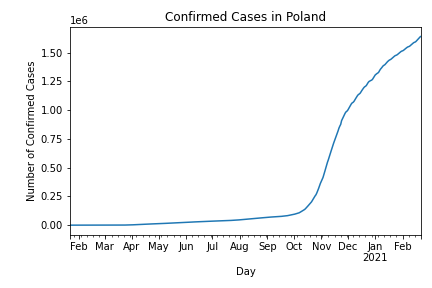 Confirmed Cases in Poland
1e6
Number of Confirmed Cases
1.50
1.25
1.00
0.75
0.50
0.25
0.00
Feb Mar Apr May Jun Jul Aug Sep Oct Nov Dec Jan Feb
2021
Day